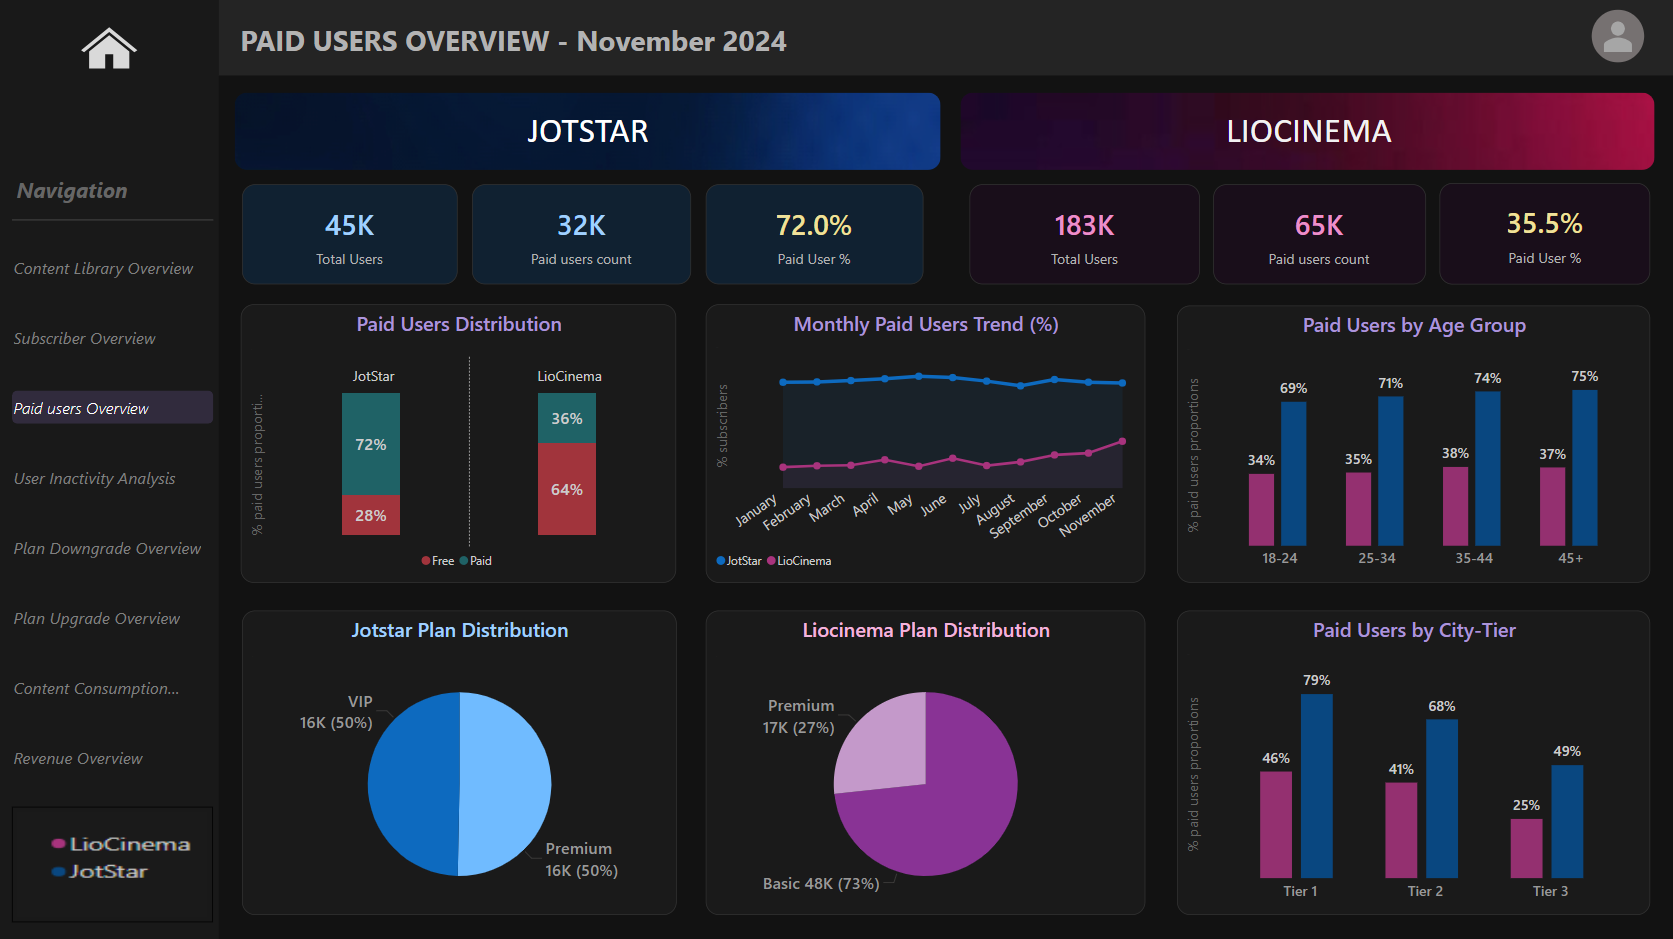 PAID USERS OVERVIEW - November 2024
Navigation
Content Library Overview
Subscriber Overview
Paid users Overview
User Inactivity Analysis
Plan Downgrade Overview
Plan Upgrade Overview
Content Consumption...
Revenue Overview
LioCinema
JotStar
JOTSTAR
LIOCINEMA
45K
Total Users
32K
Paid users count
72.0%
Paid User %
183K
Total Users
65K
Paid users count
35.5%
Paid User %
Paid Users Distribution
% paid users proporti...
JotStar
LioCinema
72%
28%
36%
64%
Free Paid
Monthly Paid Users Trend (%)
% subscribers
January
February
March
April
May
June
July
August
September
October
November
JotStar LioCinema
Paid Users by Age Group
% paid users proportions
34%
69%
35%
71%
38%
74%
37%
75%
18-24
25-34
35-44
45+
Jotstar Plan Distribution
VIP
16K (50%)
Premium
16K (50%)
Liocinema Plan Distribution
Premium
17K (27%)
Basic 48K (73%)
Paid Users by City-Tier
% paid users proportions
46%
79%
41%
68%
25%
49%
Tier 1
Tier 2
Tier 3